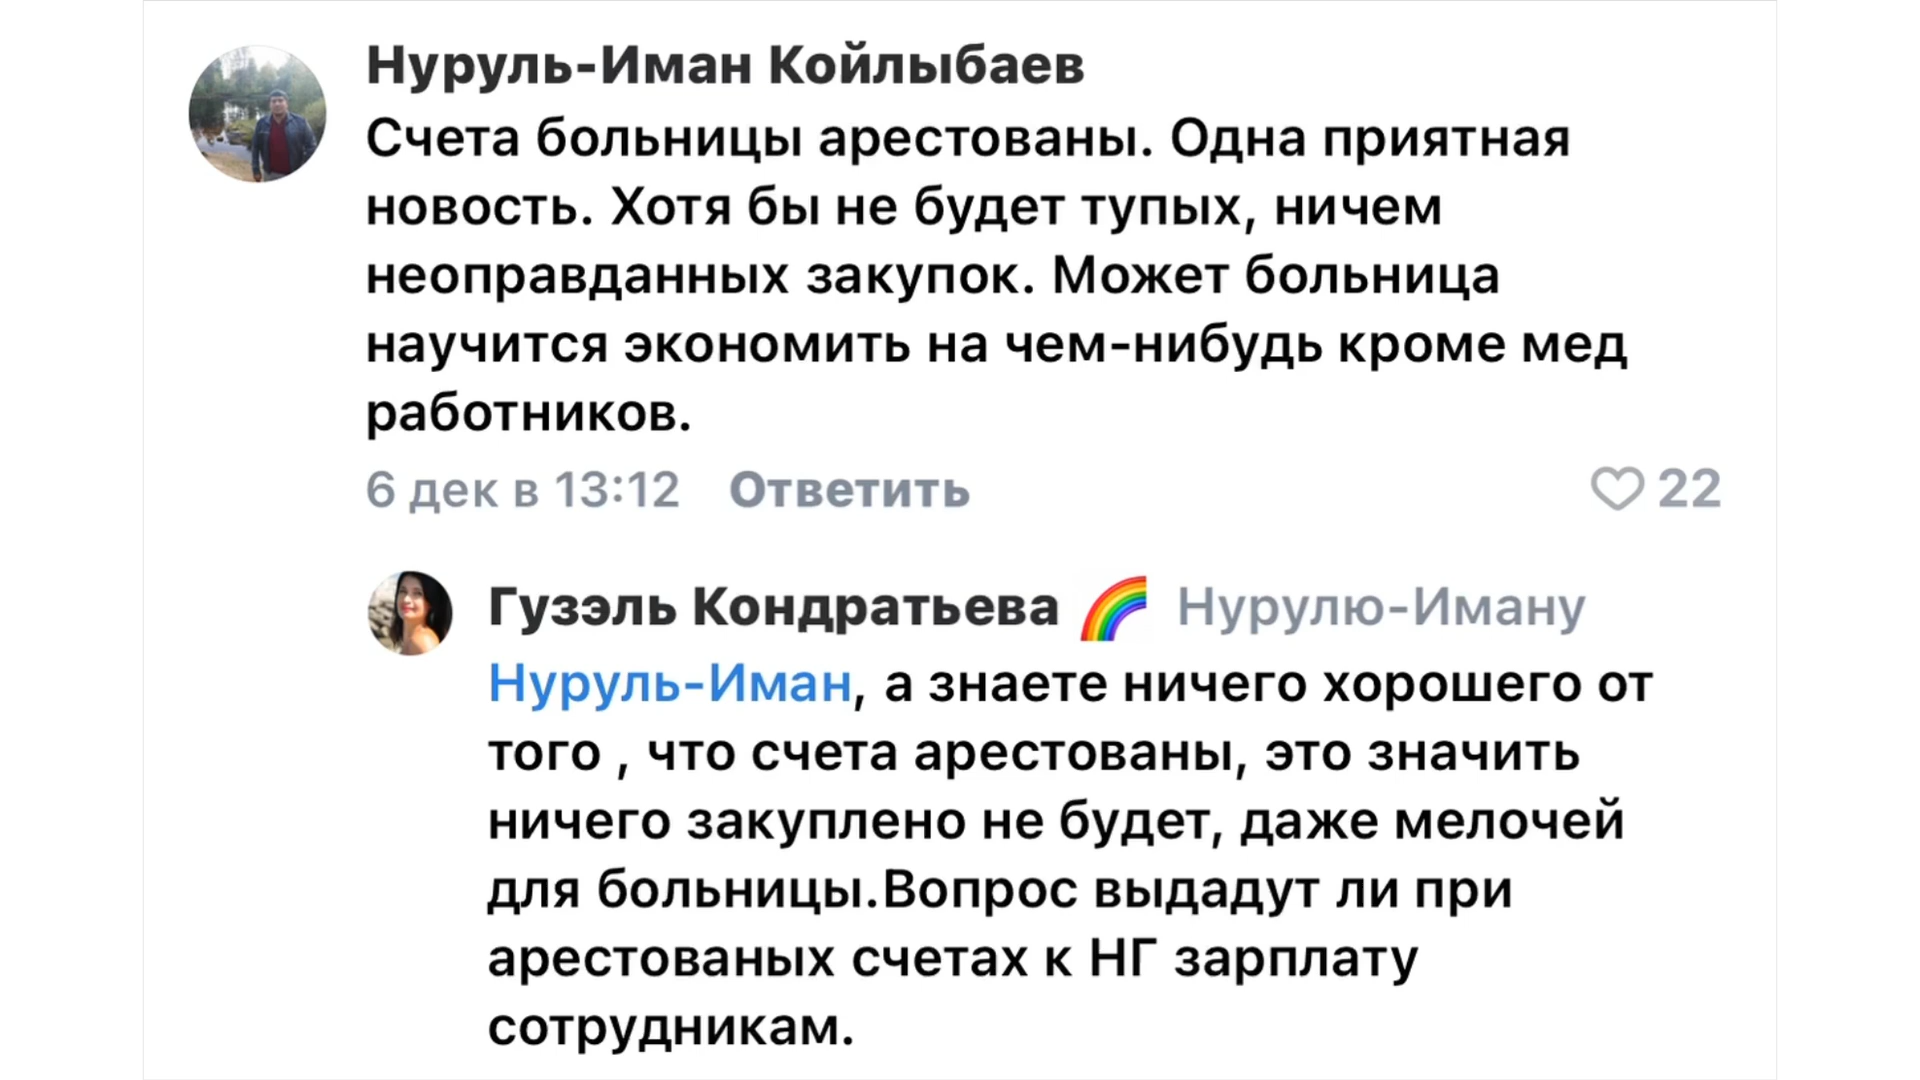 Нуруль-Иман Койлыбаев
Счета больницы арестованы. Одна приятная
новость. Хотя бы не будет тупых, ничем
неоправданных закупок. Может больница
научится экономить на чем-нибудь кроме мед
работников.
6 дек в 13:12 Ответить 22
Гузэль Кондратьева 🌈 Нурулю-Иману
Нуруль-Иман, а знаете ничего хорошего от
того , что счета арестованы, это значить
ничего закуплено не будет, даже мелочей
для больницы.Вопрос выдадут ли при
арестованых счетах к НГ зарплату
сотрудникам.